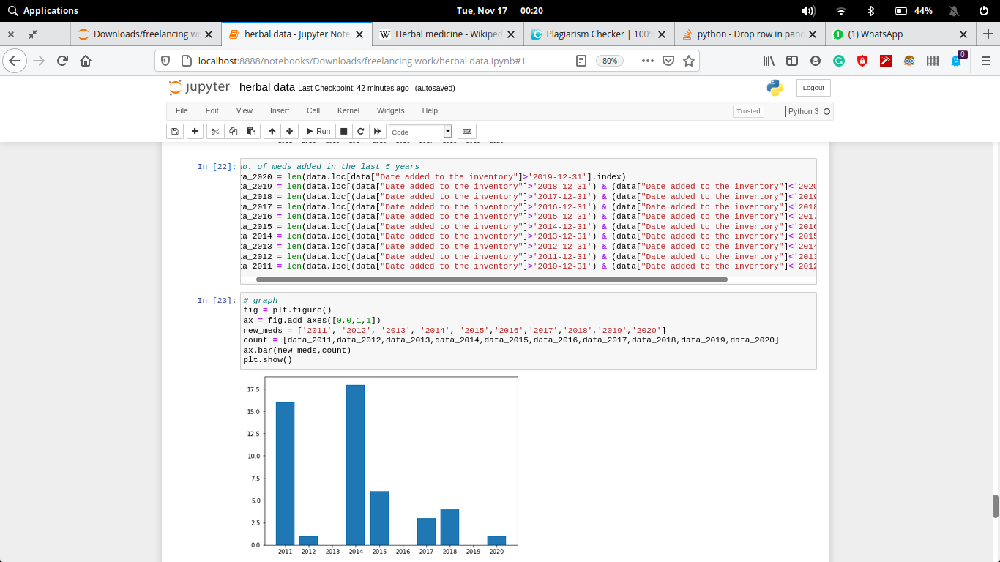 Applications
Tue, Nov 17 00:20
44%
Downloads/freelancing wo
herbal data - Jupyter Note
Herbal medicine - Wikiped
Plagiarism Checker | 100%
python - Drop row in pand
(1) WhatsApp
localhost:8888/notebooks/Downloads/freelancing work/herbal data.ipynb#1
80%
0
jupyter herbal data Last Checkpoint: 42 minutes ago (autosaved)
Logout
File Edit View Insert Cell Kernel Widgets Help
Trusted
Python 3
Run
Code
In [22]:
no. of meds added in the last 5 years
ta_2020 = len(data.loc[data["Date added to the inventory"]>'2019-12-31'].index)
ta_2019 = len(data.loc[(data["Date added to the inventory"]>'2018-12-31') & (data["Date added to the inventory"]<'2020
ta_2018 = len(data.loc[(data["Date added to the inventory"]>'2017-12-31') & (data["Date added to the inventory"]<'2019
ta_2017 = len(data.loc[(data["Date added to the inventory"]>'2016-12-31') & (data["Date added to the inventory"]<'2018
ta_2016 = len(data.loc[(data["Date added to the inventory"]>'2015-12-31') & (data["Date added to the inventory"]<'2017
ta_2015 = len(data.loc[(data["Date added to the inventory"]>'2014-12-31') & (data["Date added to the inventory"]<'2016
ta_2014 = len(data.loc[(data["Date added to the inventory"]>'2013-12-31') & (data["Date added to the inventory"]<'2015
ta_2013 = len(data.loc[(data["Date added to the inventory"]>'2012-12-31') & (data["Date added to the inventory"]<'2014
ta_2012 = len(data.loc[(data["Date added to the inventory"]>'2011-12-31') & (data["Date added to the inventory"]<'2013
ta_2011 = len(data.loc[(data["Date added to the inventory"]>'2010-12-31') & (data["Date added to the inventory"]<'2012
In [23]:
# graph
fig = plt.figure()
ax = fig.add_axes([0,0,1,1])
new_meds = ['2011', '2012', '2013', '2014', '2015','2016','2017','2018','2019','2020']
count = [data_2011,data_2012,data_2013,data_2014,data_2015,data_2016,data_2017,data_2018,data_2019,data_2020]
ax.bar(new_meds,count)
plt.show()
17.5
15.0
12.5
10.0
7.5
5.0
2.5
0.0
2011 2012 2013 2014 2015 2016 2017 2018 2019 2020